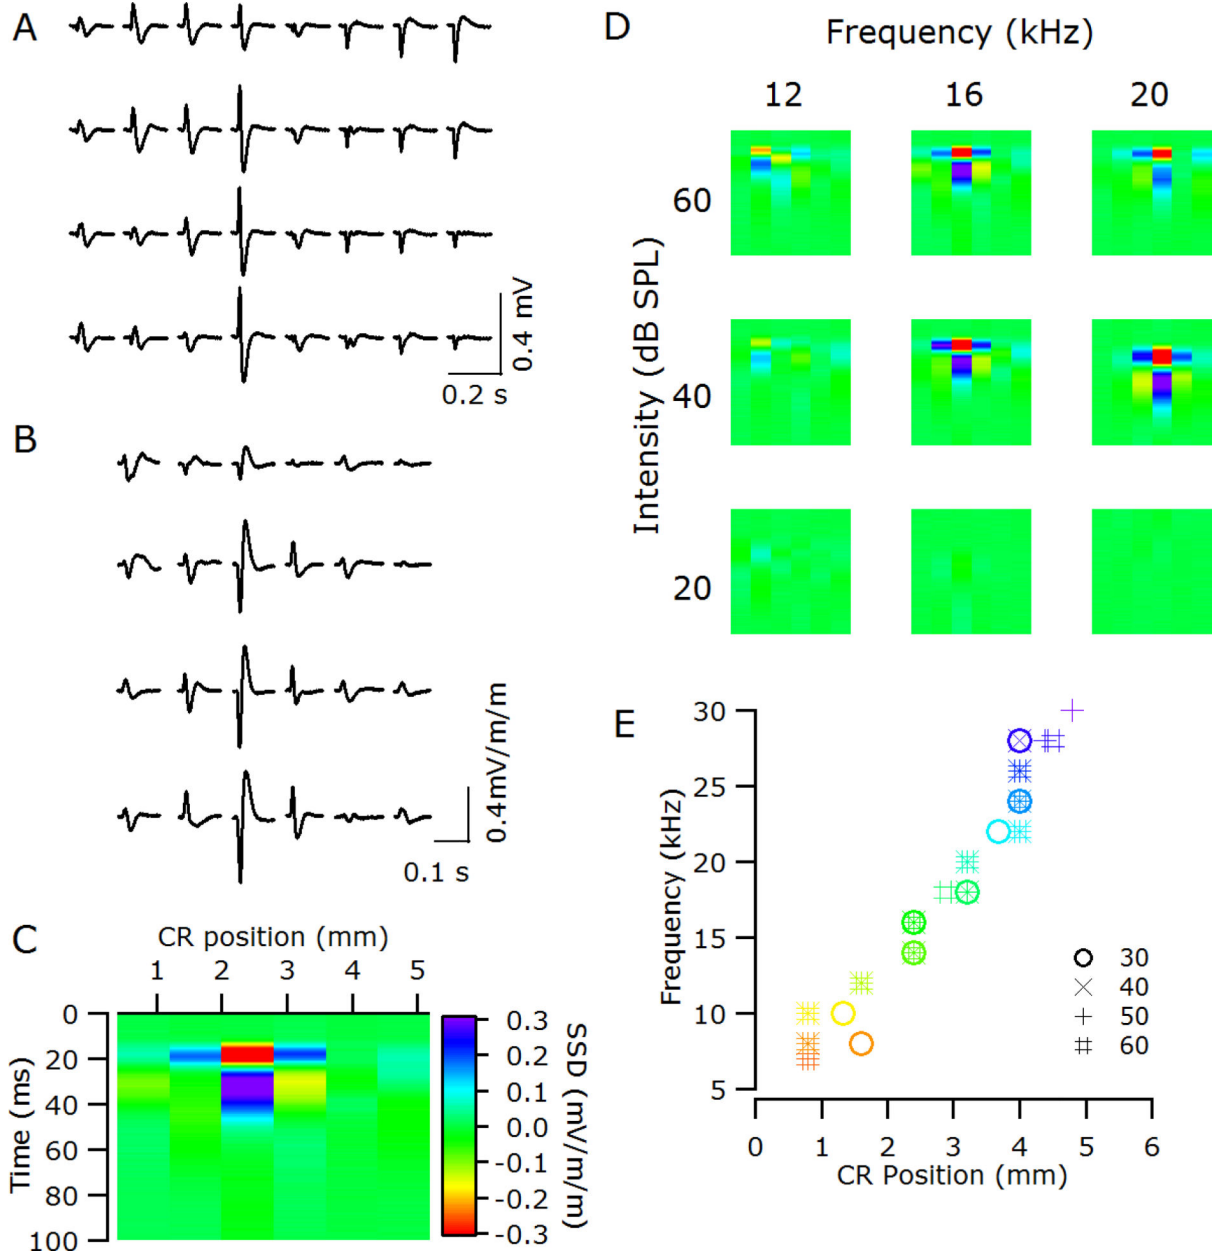 A
0.4 mV
0.2 s
B
0.4mV/m/m
0.1 s
C
CR position (mm)
1 2 3 4 5
Time (ms)
0
20
40
60
80
100
0.3
0.2
0.1
0.0
-0.1
-0.2
-0.3
SSD (mV/m/m)
D
Frequency (kHz)
12 16 20
Intensity (dB SPL)
60
40
20
E
Frequency (kHz)
30
25
20
15
10
5
30
40
50
60
0 1 2 3 4 5 6
CR Position (mm)